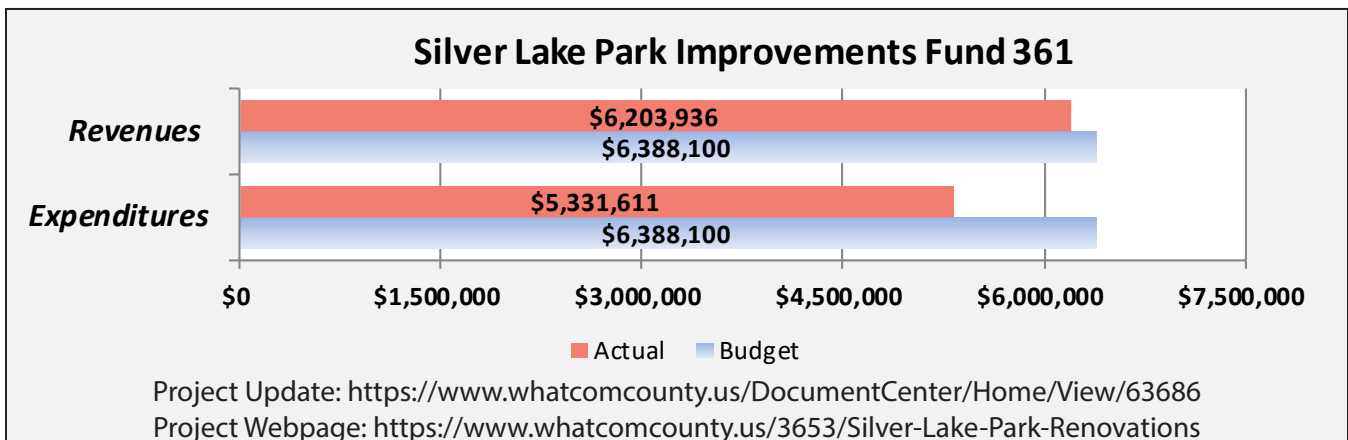 Silver Lake Park Improvements Fund 361
Revenues
$6,203,936
$6,388,100
Expenditures
$5,331,611
$6,388,100
$0 $1,500,000 $3,000,000 $4,500,000 $6,000,000 $7,500,000
Actual Budget
Project Update: https://www.whatcomcounty.us/DocumentCenter/Home/View/63686
Project Webpage: https://www.whatcomcounty.us/3653/Silver-Lake-Park-Renovations